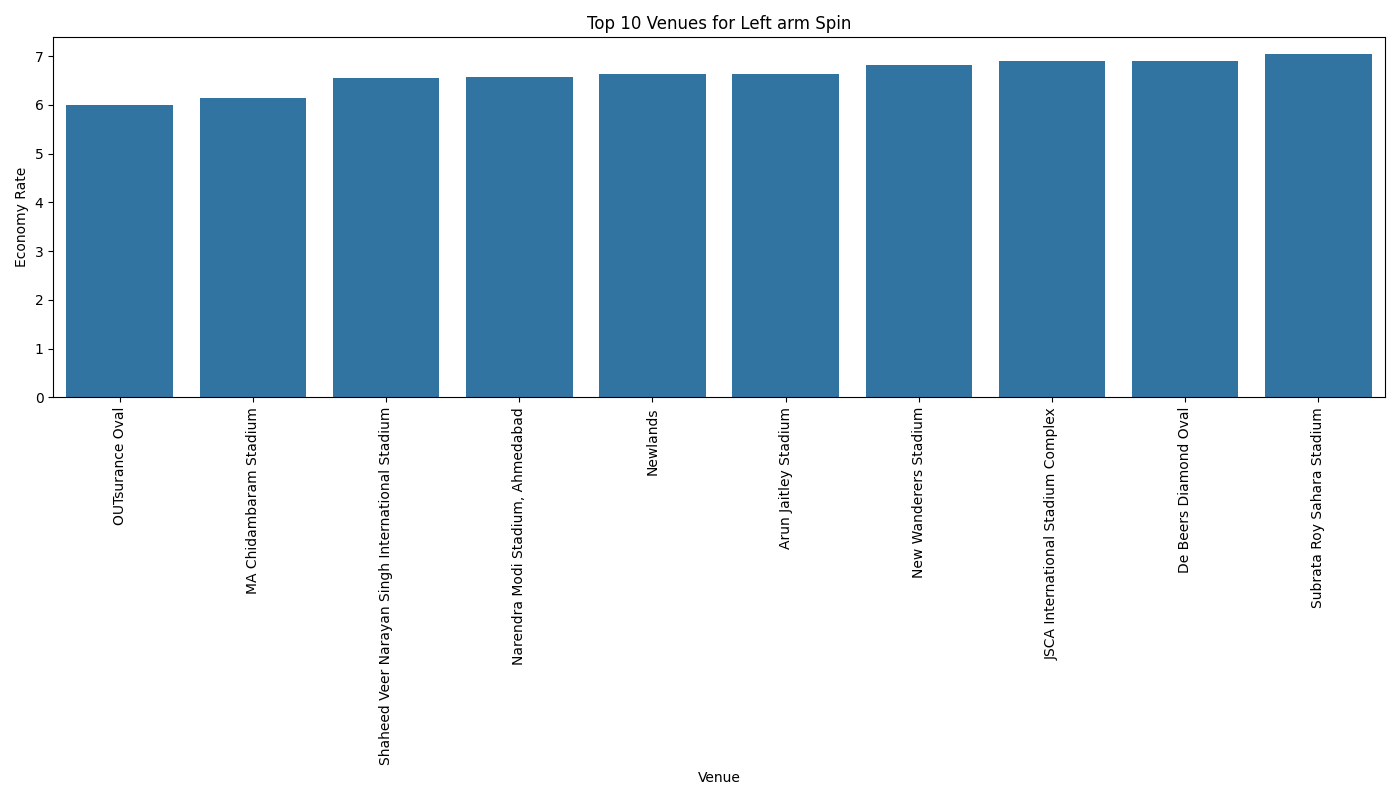 Top 10 Venues for Left arm Spin
Economy Rate
7
6
5
4
3
2
1
0
OUTsurance Oval
MA Chidambaram Stadium
Shaheed Veer Narayan Singh International Stadium
Narendra Modi Stadium, Ahmedabad
Newlands
Arun Jaitley Stadium
New Wanderers Stadium
JSCA International Stadium Complex
De Beers Diamond Oval
Subrata Roy Sahara Stadium
Venue